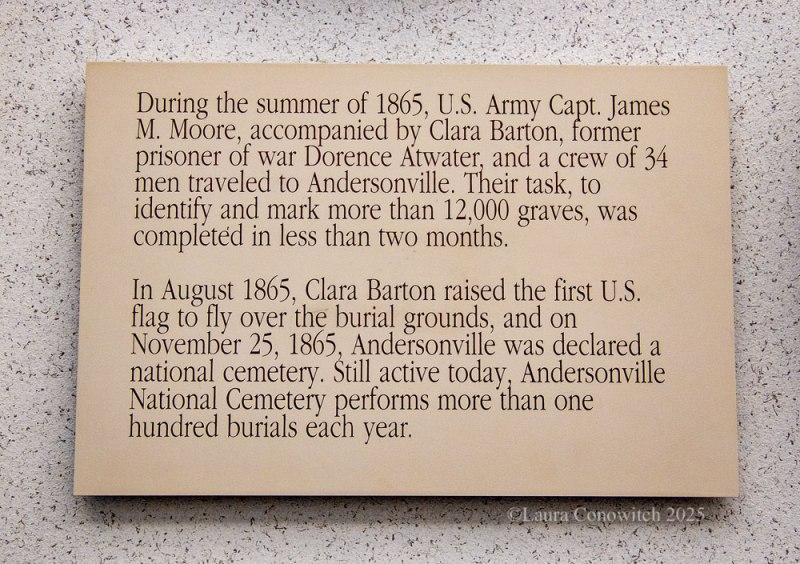 During the summer of 1865, U.S. Army Capt. James
M. Moore, accompanied by Clara Barton, former
prisoner of war Dorence Atwater, and a crew of 34
men traveled to Andersonville. Their task, to
identify and mark more than 12,000 graves, was
completed in less than two months.
In August 1865, Clara Barton raised the first U.S.
flag to fly over the burial grounds, and on
November 25, 1865, Andersonville was declared a
national cemetery. Still active today, Andersonville
National Cemetery performs more than one
hundred burials each year.
©Laura Conowitch 2025